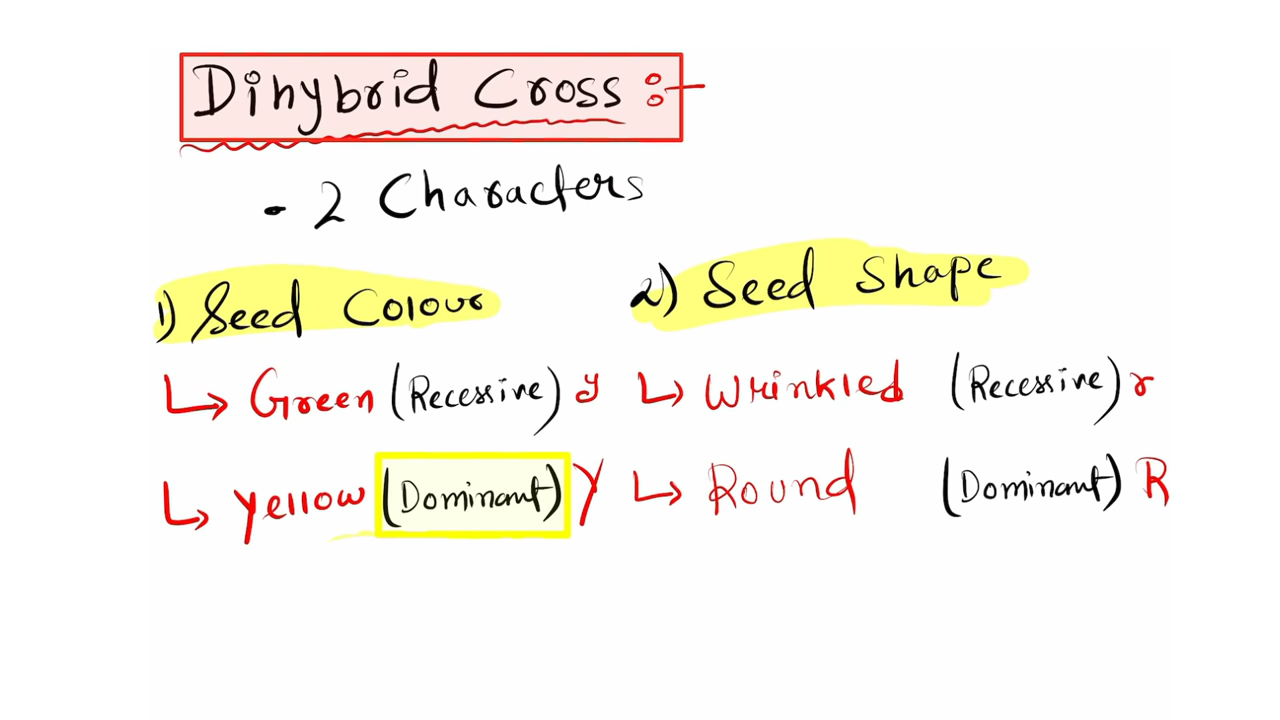 Dihybrid Cross :-
- 2 Characters
1) Seed Colour
↳ Green (Recessive) y
↳ Yellow (Dominant) Y
2) Seed Shape
↳ Wrinkled (Recessive) r
↳ Round (Dominant) R